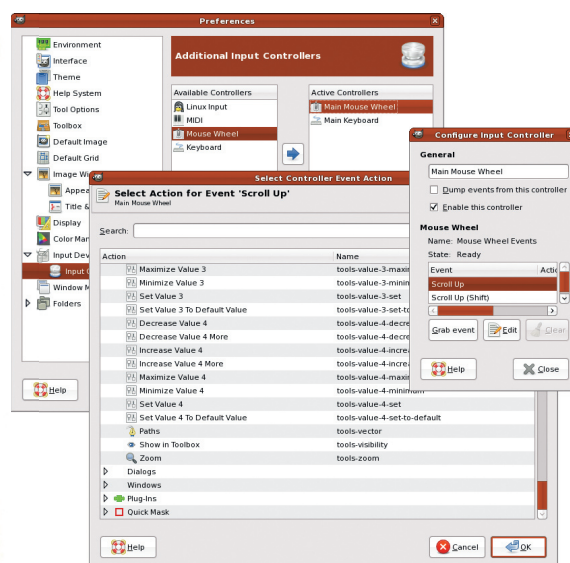 Preferences
Environment
Interface
Theme
Help System
Tool Options
Toolbox
Default Image
Default Grid
Image Wi
Appea
Title &
Display
Color Man
Input Dev
Input C
Window M
Folders
Help
Additional Input Controllers
Available Controllers
Linux Input
MIDI
Mouse Wheel
Keyboard
Active Controllers
Main Mouse Wheel
Main Keyboard
Select Controller Event Action
Select Action for Event 'Scroll Up'
Main Mouse Wheel
Search:
Action Name
Maximize Value 3 tools-value-3-maxi
Minimize Value 3 tools-value-3-minim
Set Value 3 tools-value-3-set
Set Value 3 To Default Value tools-value-3-set-to
Decrease Value 4 tools-value-4-decre
Decrease Value 4 More tools-value-4-decre
Increase Value 4 tools-value-4-increa
Increase Value 4 More tools-value-4-increa
Maximize Value 4 tools-value-4-maxi
Minimize Value 4 tools-value-4-minimum
Set Value 4 tools-value-4-set
Set Value 4 To Default Value tools-value-4-set-to-default
Paths tools-vector
Show in Toolbox tools-visibility
Zoom tools-zoom
Dialogs
Windows
Plug-Ins
Quick Mask
Help
Cancel
OK
Configure Input Controller
General
Main Mouse Wheel
Dump events from this controller
Enable this controller
Mouse Wheel
Name: Mouse Wheel Events
State: Ready
Event Actic
Scroll Up
Scroll Up (Shift)
Grab event
Edit
Clear
Help
Close